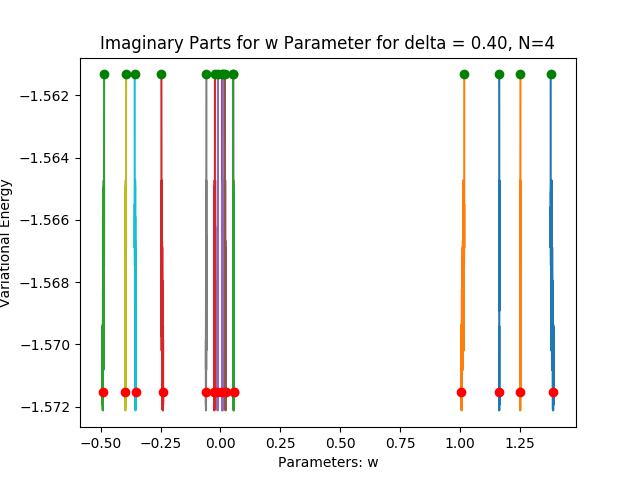 Imaginary Parts for w Parameter for delta = 0.40, N=4
Variational Energy
−1.562
−1.564
−1.566
−1.568
−1.570
−1.572
−0.50 −0.25 0.00 0.25 0.50 0.75 1.00 1.25
Parameters: w